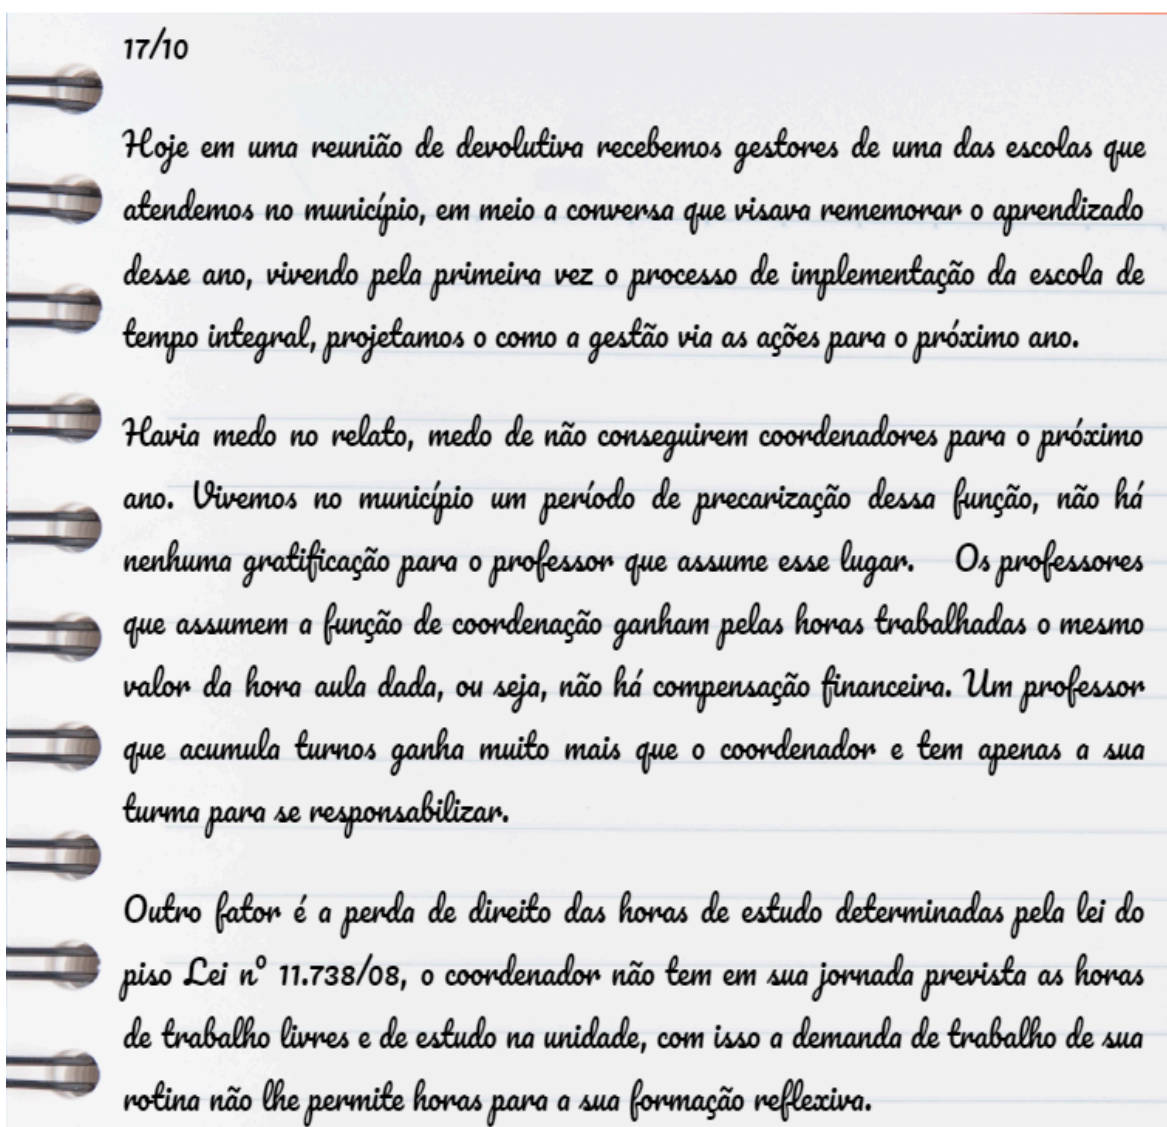 17/10
Hoje em uma reunião de devolutiva recebemos gestores de uma das escolas que
atendemos no município, em meio a conversa que visava rememorar o aprendizado
desse ano, vivendo pela primeira vez o processo de implementação da escola de
tempo integral, projetamos o como a gestão via as ações para o próximo ano.
Havia medo no relato, medo de não conseguirem coordenadores para o próximo
ano. Vivemos no município um período de precarização dessa função, não há
nenhuma gratificação para o professor que assume esse lugar. Os professores
que assumem a função de coordenação ganham pelas horas trabalhadas o mesmo
valor da hora aula dada, ou seja, não há compensação financeira. Um professor
que acumula turnos ganha muito mais que o coordenador e tem apenas a sua
turma para se responsabilizar.
Outro fator é a perda de direito das horas de estudo determinadas pela lei do
piso Lei nº 11.738/08, o coordenador não tem em sua jornada prevista as horas
de trabalho livres e de estudo na unidade, com isso a demanda de trabalho de sua
rotina não lhe permite horas para a sua formação reflexiva.